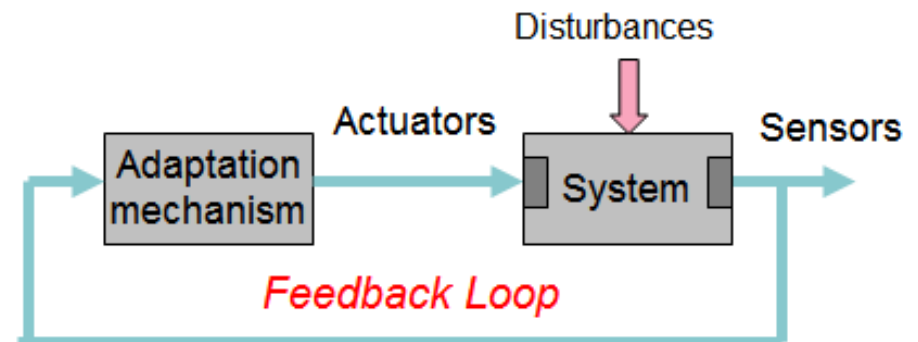 Disturbances
Actuators
Sensors
Adaptation
mechanism
System
Feedback Loop